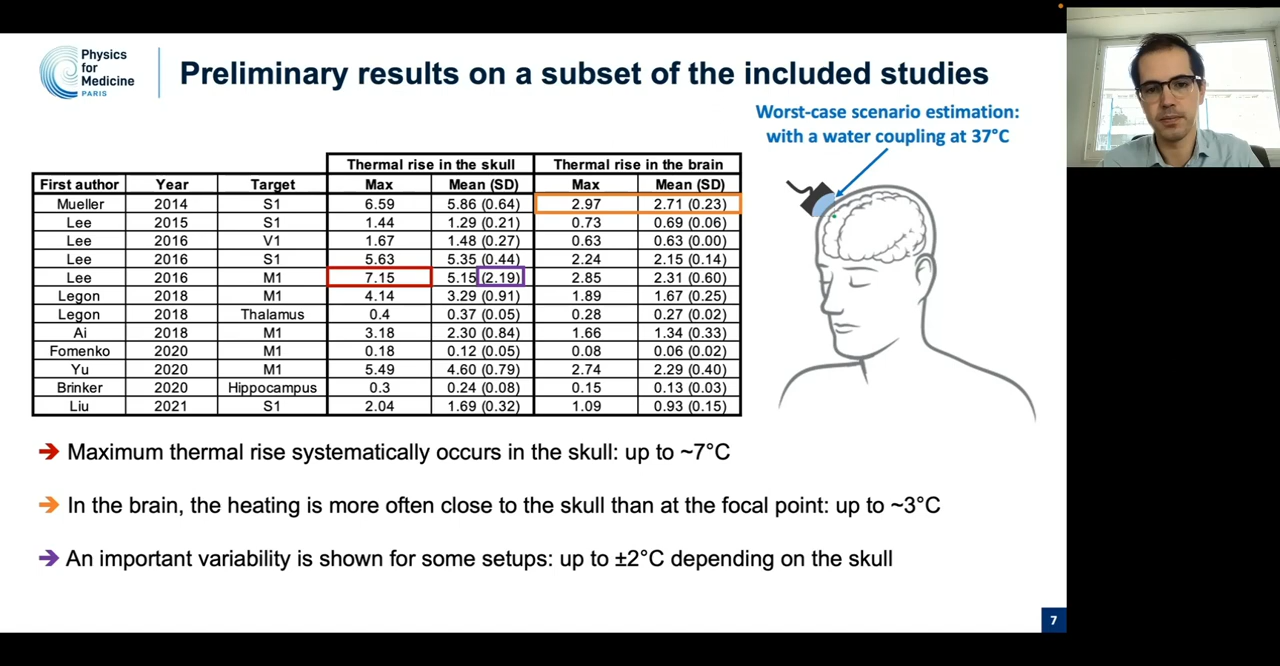 Physics
for
Medicine
PARIS
Preliminary results on a subset of the included studies
Worst-case scenario estimation:
with a water coupling at 37°C
Thermal rise in the skull Thermal rise in the brain
First author Year Target Max Mean (SD) Max Mean (SD)
Mueller 2014 S1 6.59 5.86 (0.64) 2.97 2.71 (0.23)
Lee 2015 S1 1.44 1.29 (0.21) 0.73 0.69 (0.06)
Lee 2016 V1 1.67 1.48 (0.27) 0.63 0.63 (0.00)
Lee 2016 S1 5.63 5.35 (0.44) 2.24 2.15 (0.14)
Lee 2016 M1 7.15 5.15 (2.19) 2.85 2.31 (0.60)
Legon 2018 M1 4.14 3.29 (0.91) 1.89 1.67 (0.25)
Legon 2018 Thalamus 0.4 0.37 (0.05) 0.28 0.27 (0.02)
Ai 2018 M1 3.18 2.30 (0.84) 1.66 1.34 (0.33)
Fomenko 2020 M1 0.18 0.12 (0.05) 0.08 0.06 (0.02)
Yu 2020 M1 5.49 4.60 (0.79) 2.74 2.29 (0.40)
Brinker 2020 Hippocampus 0.3 0.24 (0.08) 0.15 0.13 (0.03)
Liu 2021 S1 2.04 1.69 (0.32) 1.09 0.93 (0.15)
➔ Maximum thermal rise systematically occurs in the skull: up to ~7°C
➔ In the brain, the heating is more often close to the skull than at the focal point: up to ~3°C
➔ An important variability is shown for some setups: up to ±2°C depending on the skull
7